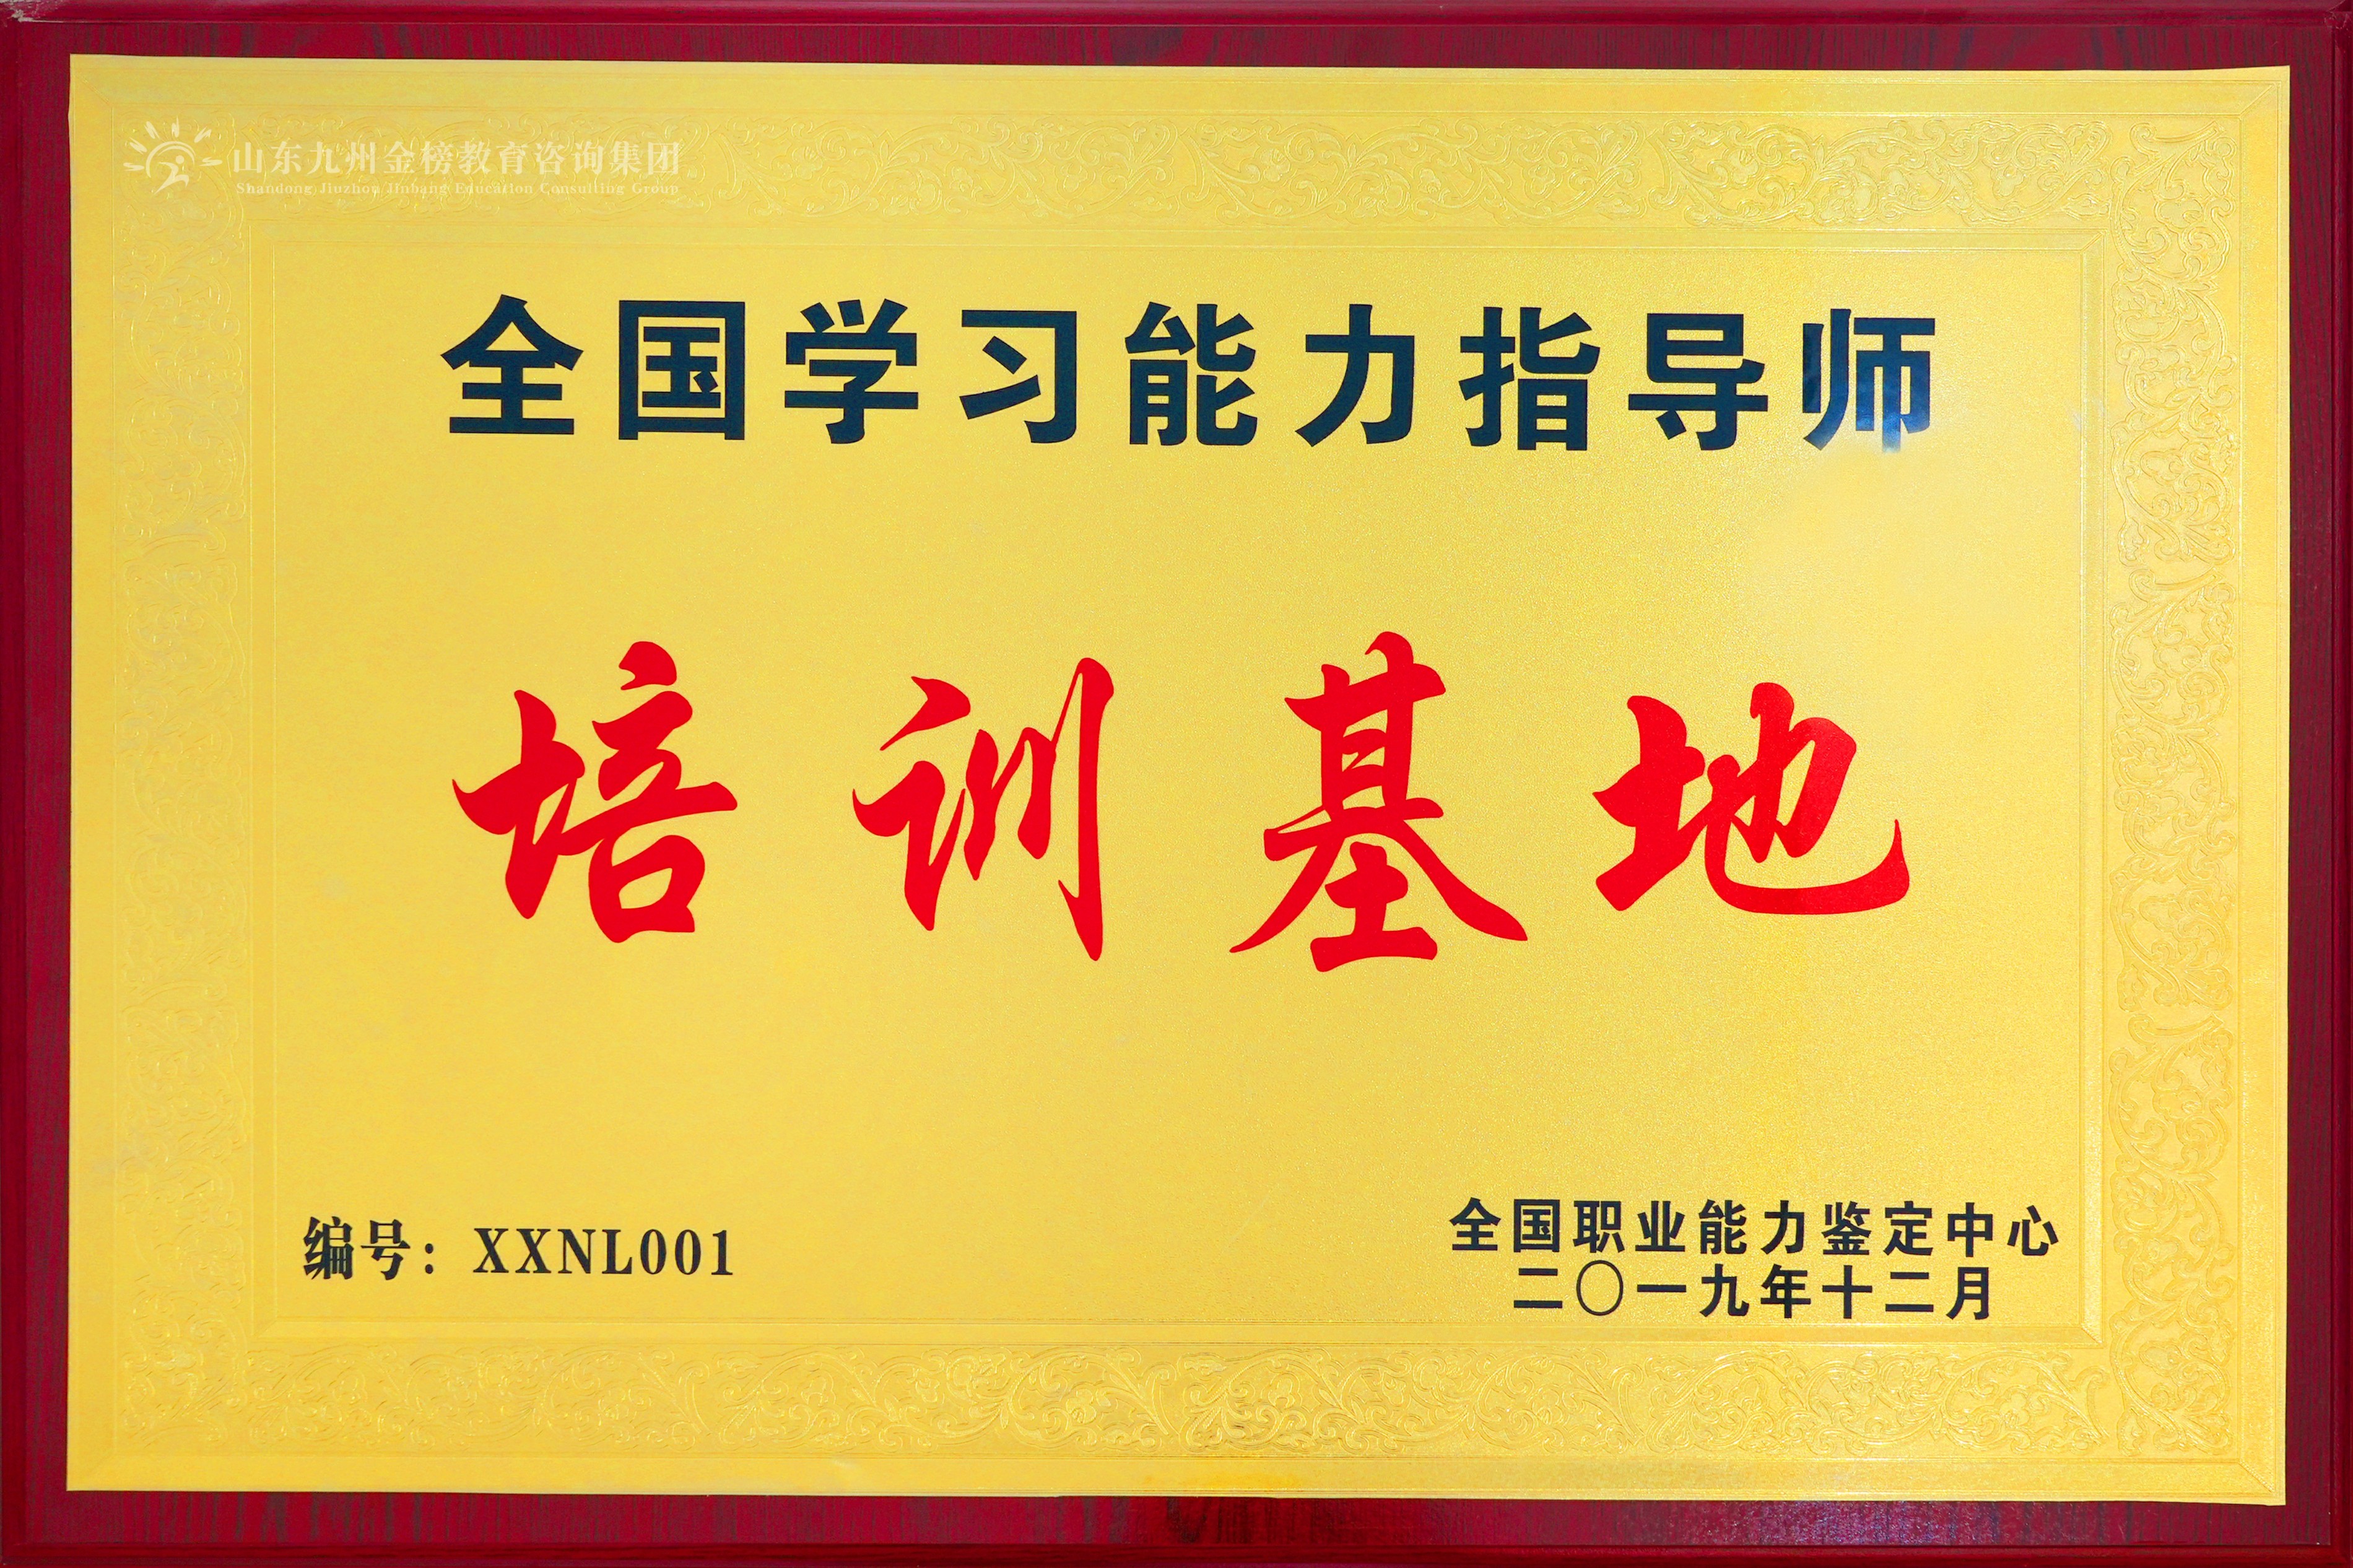 山东九州金榜教育咨询集团
Shandong Jiuzhou Jinbang Education Consulting Group
全国学习能力指导师
培训基地
编号：XXNL001
全国职业能力鉴定中心
二〇一九年十二月